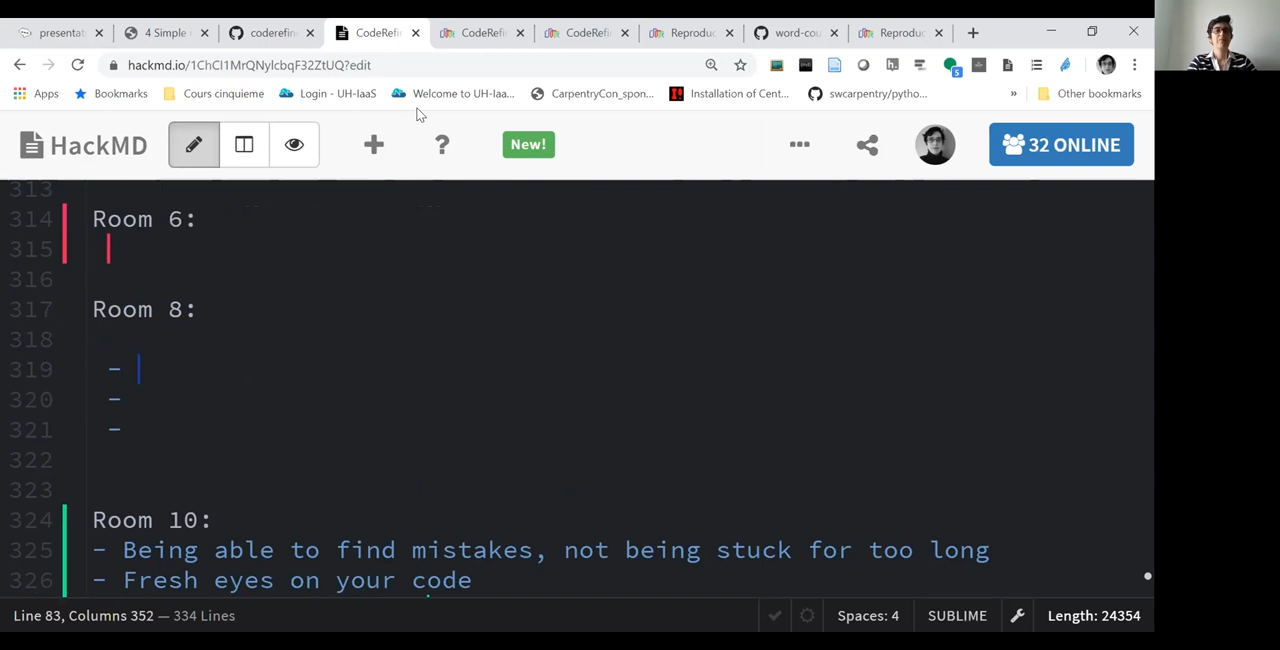 presentat
4 Simple
coderefin
CodeRefi
CodeRefi
CodeRefi
Reproduc
word-cou
Reproduc
hackmd.io/1ChCI1MrQNylcbqF32ZtUQ?edit
5
Apps
Bookmarks
Cours cinquieme
Login - UH-IaaS
Welcome to UH-Iaa...
CarpentryCon_spon...
Installation of Cent...
swcarpentry/pytho...
»
Other bookmarks
HackMD
New!
32 ONLINE
313
314 Room 6:
315
316
317 Room 8:
318
319 -
320 -
321 -
322
323
324 Room 10:
325 - Being able to find mistakes, not being stuck for too long
326 - Fresh eyes on your code
Line 83, Columns 352 — 334 Lines
Spaces: 4
SUBLIME
Length: 24354